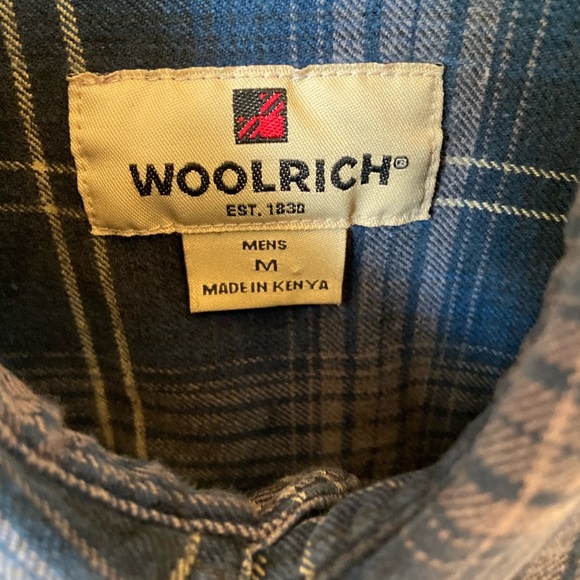 WOOLRICH®
EST. 1830
MENS
M
MADE IN KENYA